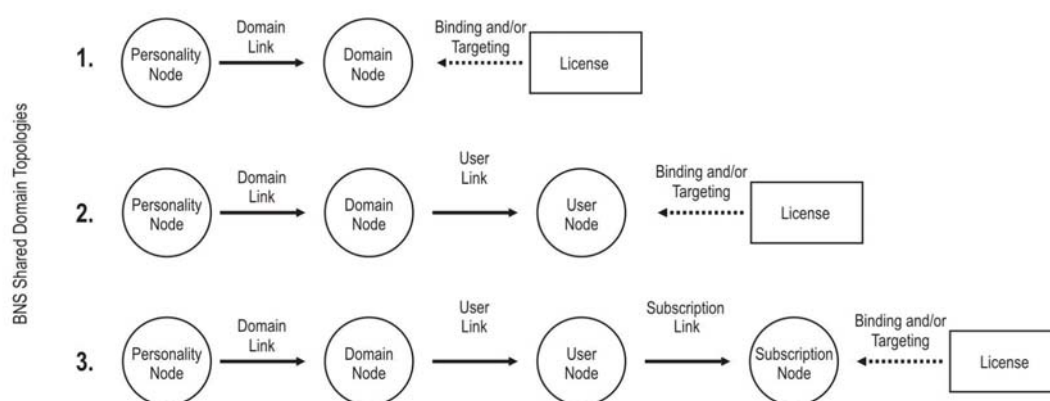 BNS Shared Domain Topologies
1.
Personality
Node
Domain
Link
Domain
Node
Binding and/or
Targeting
License
2.
Personality
Node
Domain
Link
Domain
Node
User
Link
User
Node
Binding and/or
Targeting
License
3.
Personality
Node
Domain
Link
Domain
Node
User
Link
User
Node
Subscription
Link
Subscription
Node
Binding and/or
Targeting
License